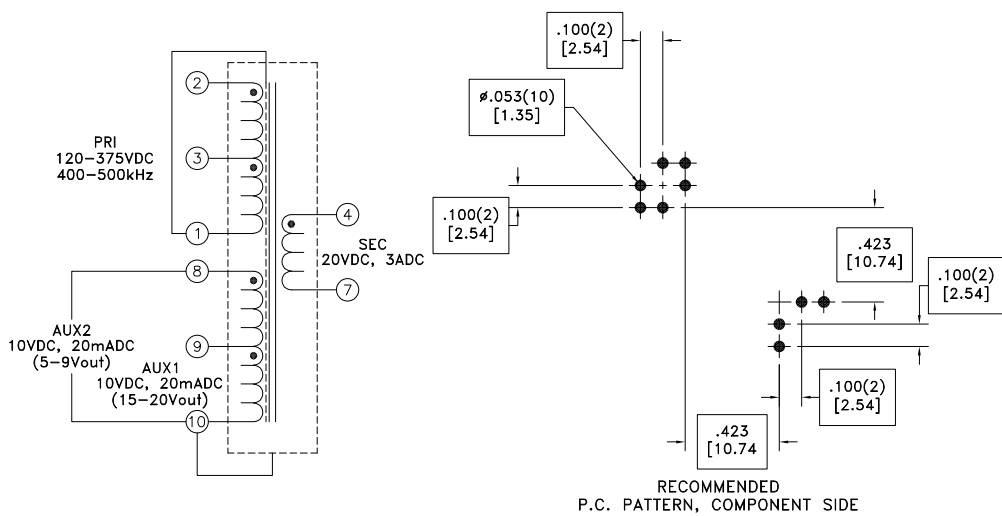 2
3
1
PRI
120-375VDC
400-500kHz
8
9
10
AUX2
10VDC, 20mADC
(5-9Vout)
AUX1
10VDC, 20mADC
(15-20Vout)
4
SEC
20VDC, 3ADC
7
.100(2)
[2.54]
ø.053(10)
[1.35]
.100(2)
[2.54]
.423
[10.74]
.100(2)
[2.54]
.100(2)
[2.54]
.423
[10.74
RECOMMENDED
P.C. PATTERN, COMPONENT SIDE